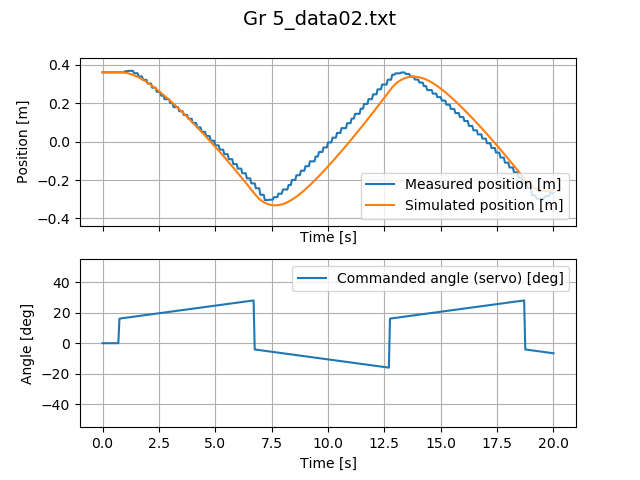 Gr 5_data02.txt
Position [m]
0.4
0.2
0.0
−0.2
−0.4
Measured position [m]
Simulated position [m]
Time [s]
Angle [deg]
40
20
0
−20
−40
Commanded angle (servo) [deg]
0.0 2.5 5.0 7.5 10.0 12.5 15.0 17.5 20.0
Time [s]